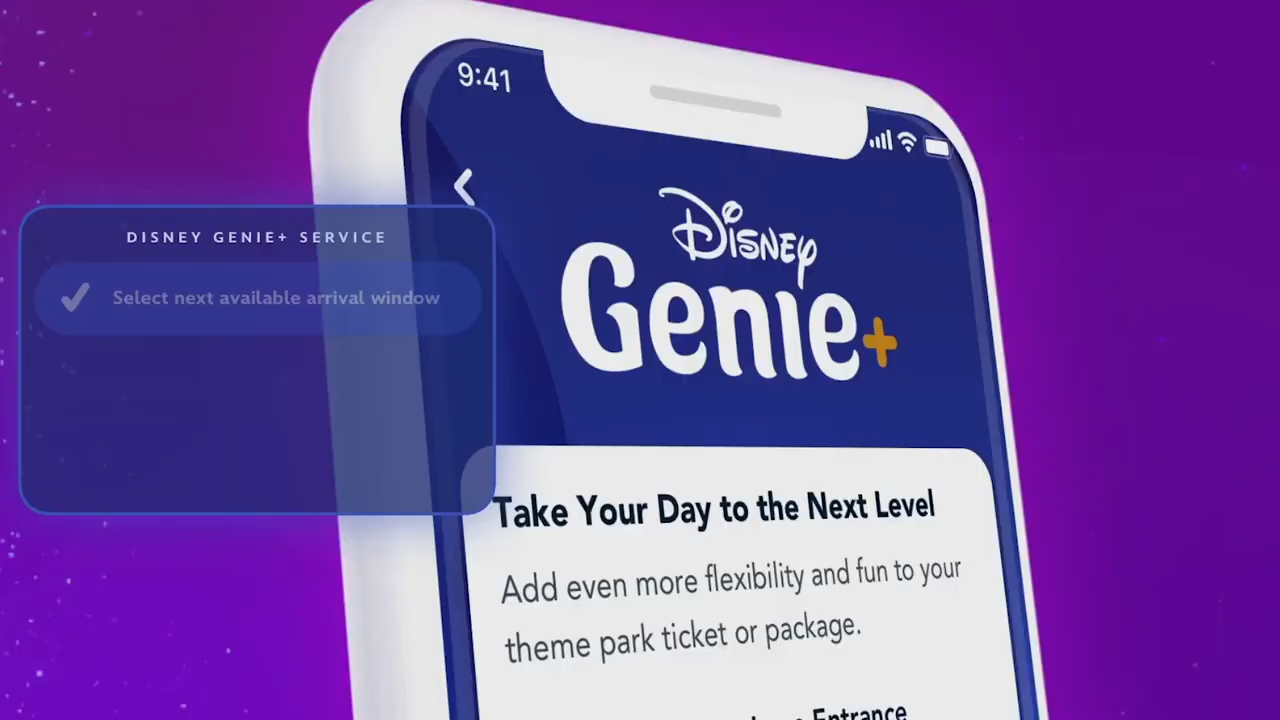 9:41
DISNEY GENIE+ SERVICE
Select next available arrival window
Disney
Genie+
Take Your Day to the Next Level
Add even more flexibility and fun to your
theme park ticket or package.
Entrance